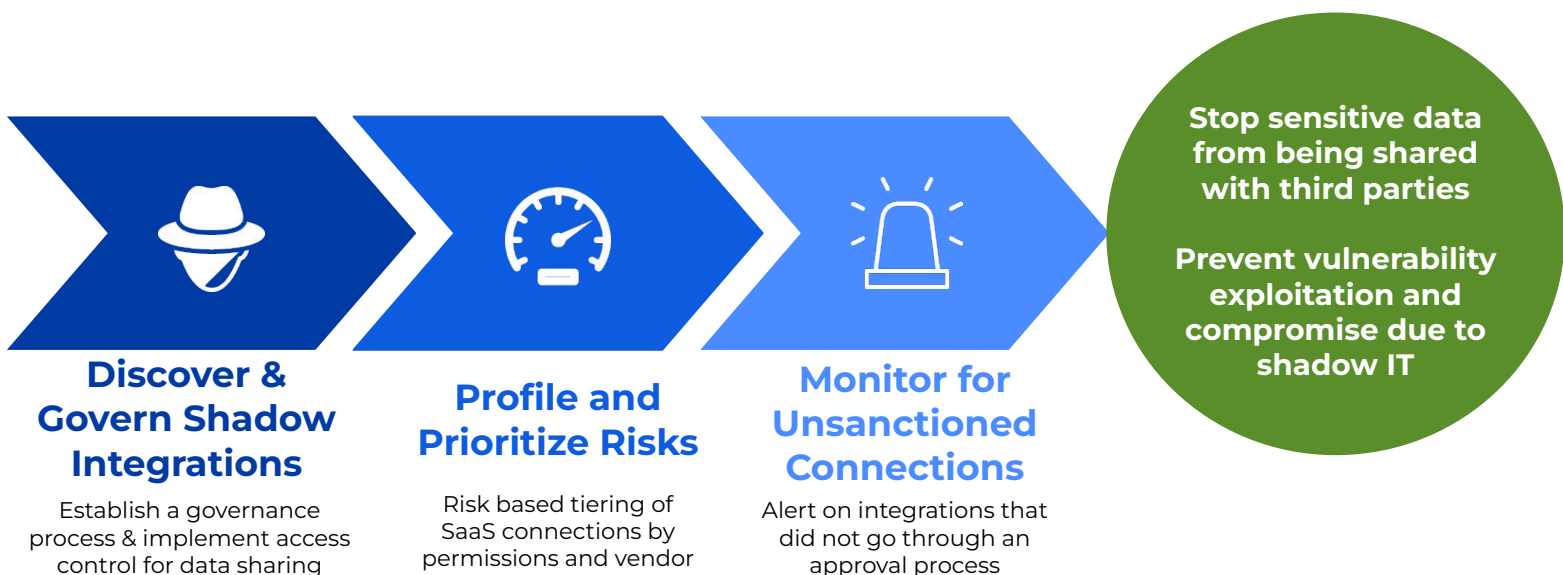 Discover &
Govern Shadow
Integrations
Establish a governance
process & implement access
control for data sharing
Profile and
Prioritize Risks
Risk based tiering of
SaaS connections by
permissions and vendor
Monitor for
Unsanctioned
Connections
Alert on integrations that
did not go through an
approval process
Stop sensitive data
from being shared
with third parties
Prevent vulnerability
exploitation and
compromise due to
shadow IT